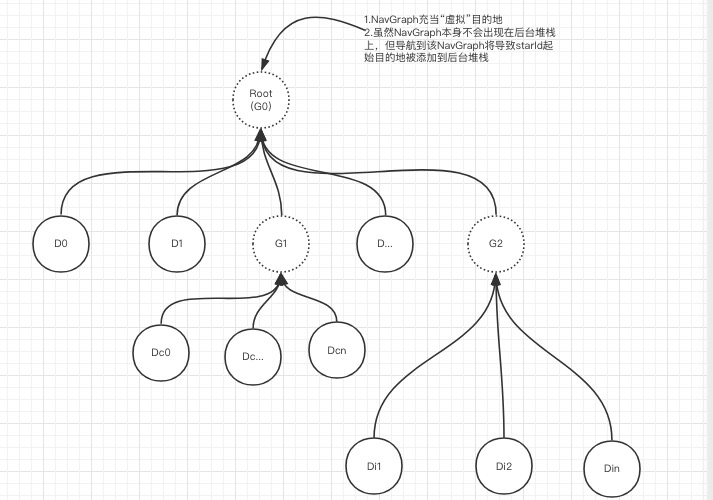 1.NavGraph充当“虚拟”目的地
2.虽然NavGraph本身不会出现在后台堆栈
上，但导航到该NavGraph将导致starId起
始目的地被添加到后台堆栈
Root
(G0)
D0
D1
G1
D...
G2
Dc0
Dc...
Dcn
Di1
Di2
Din